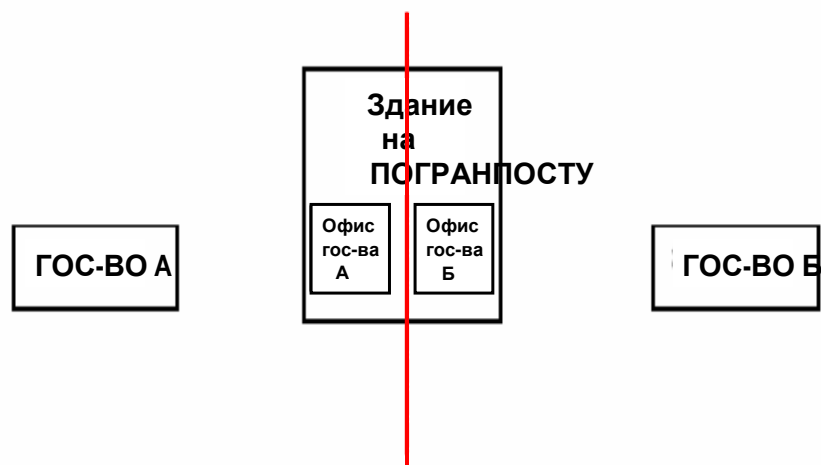 Здание
на
ПОГРАНПОСТУ
Офис
гос-ва
А
Офис
гос-ва
Б
ГОС-ВО А
ГОС-ВО Б